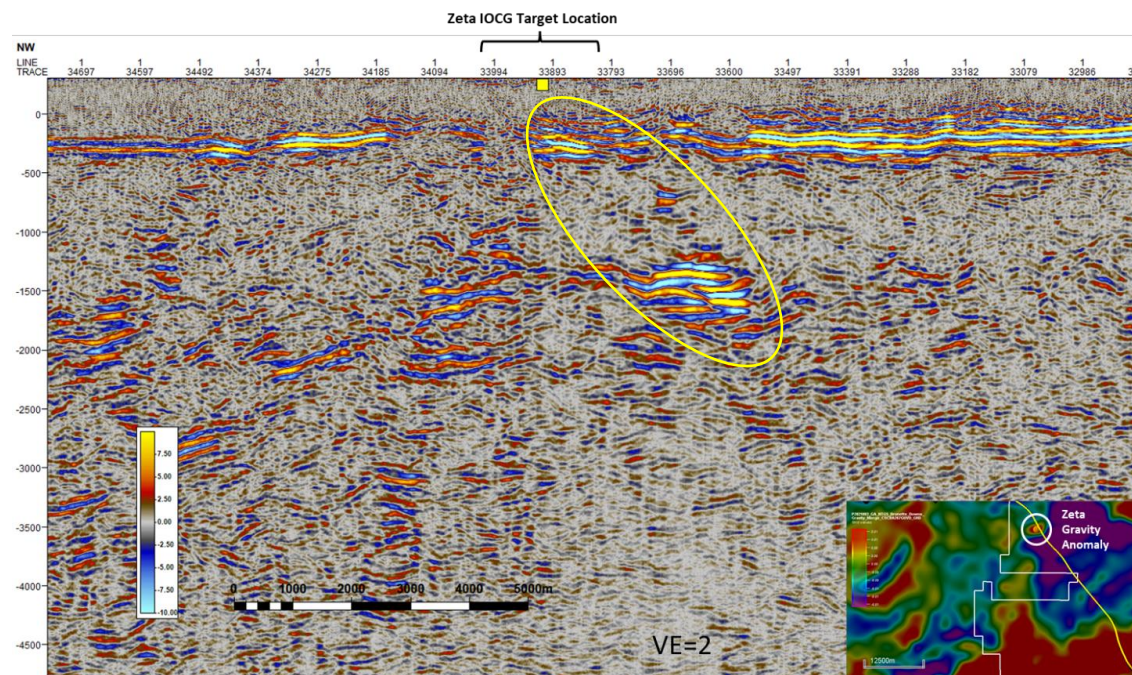 Zeta IOCG Target Location
NW
LINE 1 1 1 1 1 1 1 1 1 1 1 1 1 1 1 1 1 1
TRACE 34697 34597 34492 34374 34275 34185 34094 33994 33893 33793 33696 33600 33497 33391 33288 33182 33079 32986
0
-500
-1000
-1500
-2000
-2500
-3000
-3500
-4000
-4500
7.50
5.00
2.50
0.00
-2.50
-5.00
-7.50
-10.00
0 1000 2000 3000 4000 5000m
VE=2
Zeta
Gravity
Anomaly
12500m